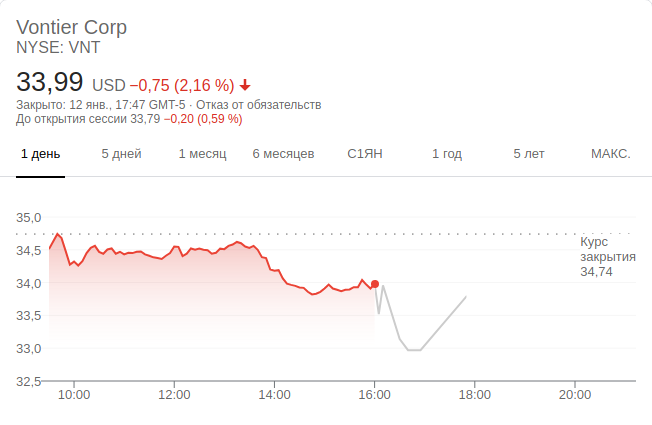 Vontier Corp
NYSE: VNT
33,99 USD −0,75 (2,16 %)
Закрыто: 12 янв., 17:47 GMT-5 · Отказ от обязательств
До открытия сессии 33,79 −0,20 (0,59 %)
1 день 5 дней 1 месяц 6 месяцев С1ЯН 1 год 5 лет МАКС.
35,0
Курс
закрытия
34,74
34,5
34,0
33,5
33,0
32,5
10:00 12:00 14:00 16:00 18:00 20:00